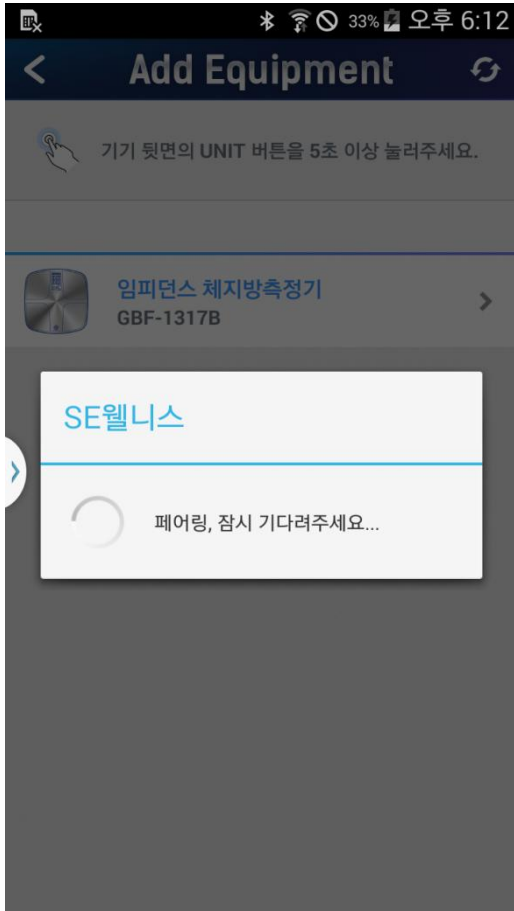 33% 오후 6:12
Add Equipment
기기 뒷면의 UNIT 버튼을 5초 이상 눌러주세요.
임피던스 체지방측정기
GBF-1317B
SE웰니스
페어링, 잠시 기다려주세요...